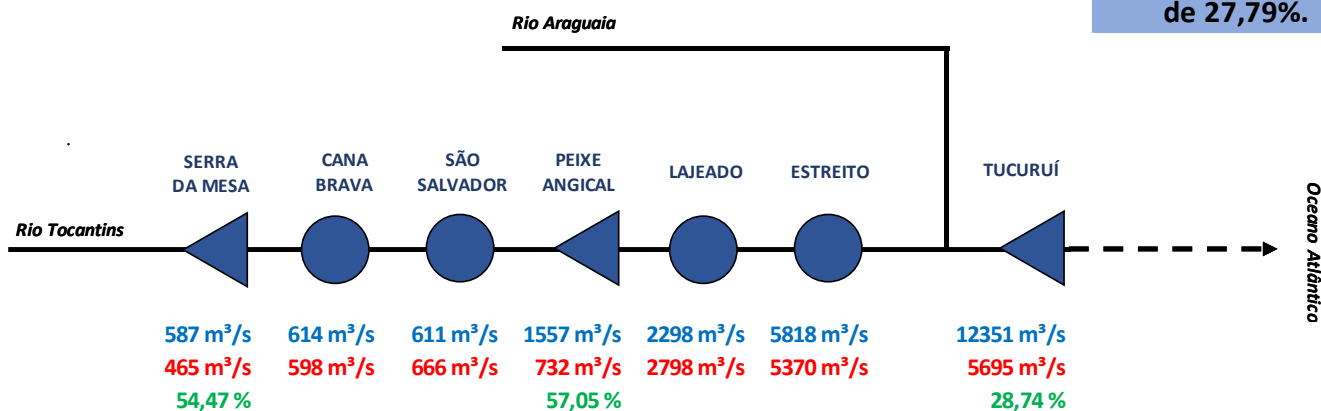 de 27,79%.
Rio Araguaia
SERRA
DA MESA
CANA
BRAVA
SÃO
SALVADOR
PEIXE
ANGICAL
LAJEADO
ESTREITO
TUCURUÍ
Rio Tocantins
Oceano Atlântico
587 m³/s 614 m³/s 611 m³/s 1557 m³/s 2298 m³/s 5818 m³/s 12351 m³/s
465 m³/s 598 m³/s 666 m³/s 732 m³/s 2798 m³/s 5370 m³/s 5695 m³/s
54,47 % 57,05 % 28,74 %